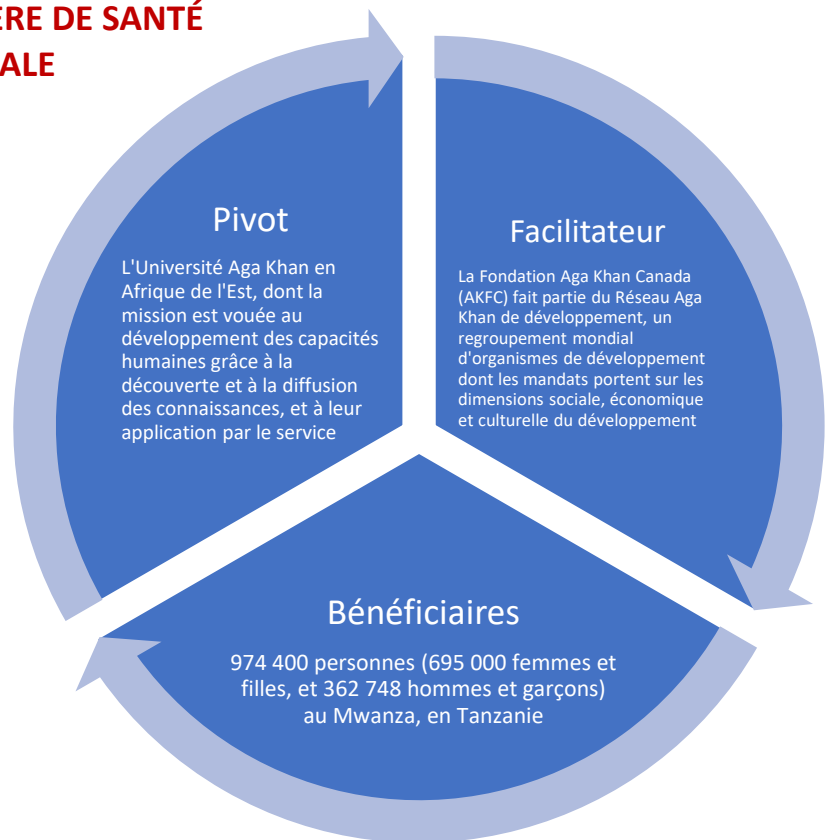 ÈRE DE SANTÉ
ALE
Pivot
L'Université Aga Khan en
Afrique de l'Est, dont la
mission est vouée au
développement des capacités
humaines grâce à la
découverte et à la diffusion
des connaissances, et à leur
application par le service
Facilitateur
La Fondation Aga Khan Canada
(AKFC) fait partie du Réseau Aga
Khan de développement, un
regroupement mondial
d'organismes de développement
dont les mandats portent sur les
dimensions sociale, économique
et culturelle du développement
Bénéficiaires
974 400 personnes (695 000 femmes et
filles, et 362 748 hommes et garçons)
au Mwanza, en Tanzanie